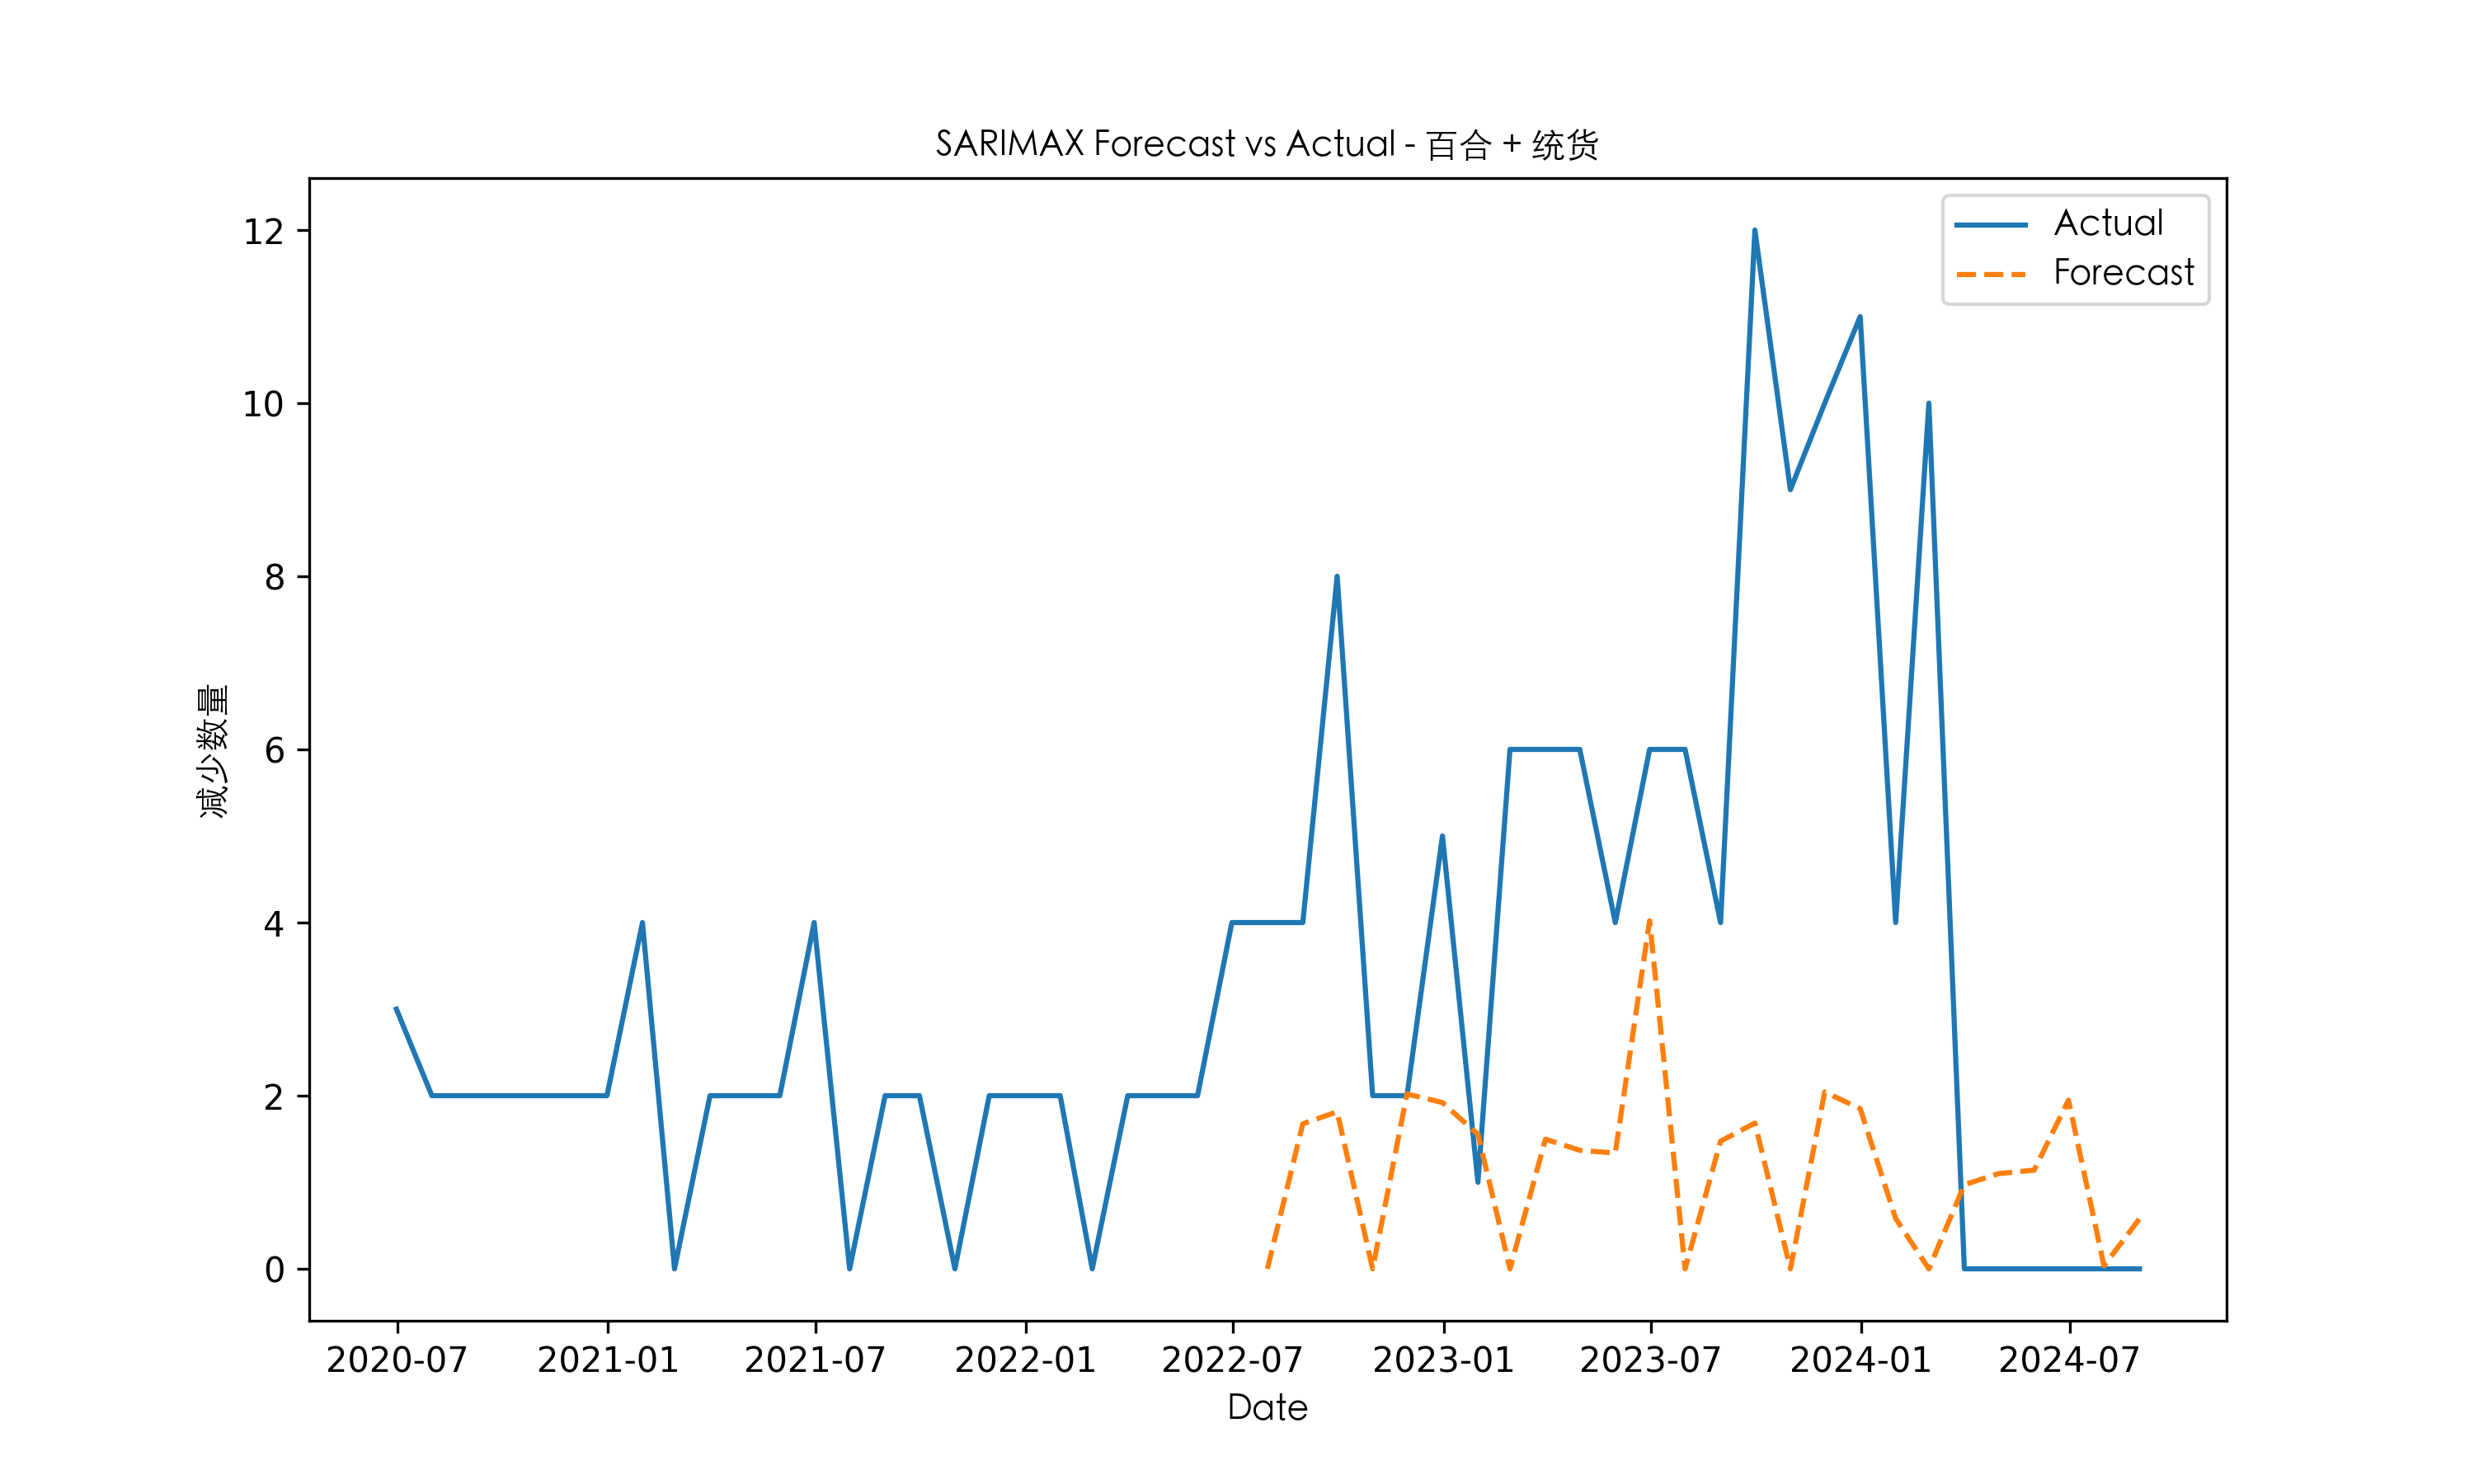 SARIMAX Forecast vs Actual - 百合 + 统货
Actual
Forecast
12
10
8
6
4
2
0
减少数量
2020-07 2021-01 2021-07 2022-01 2022-07 2023-01 2023-07 2024-01 2024-07
Date